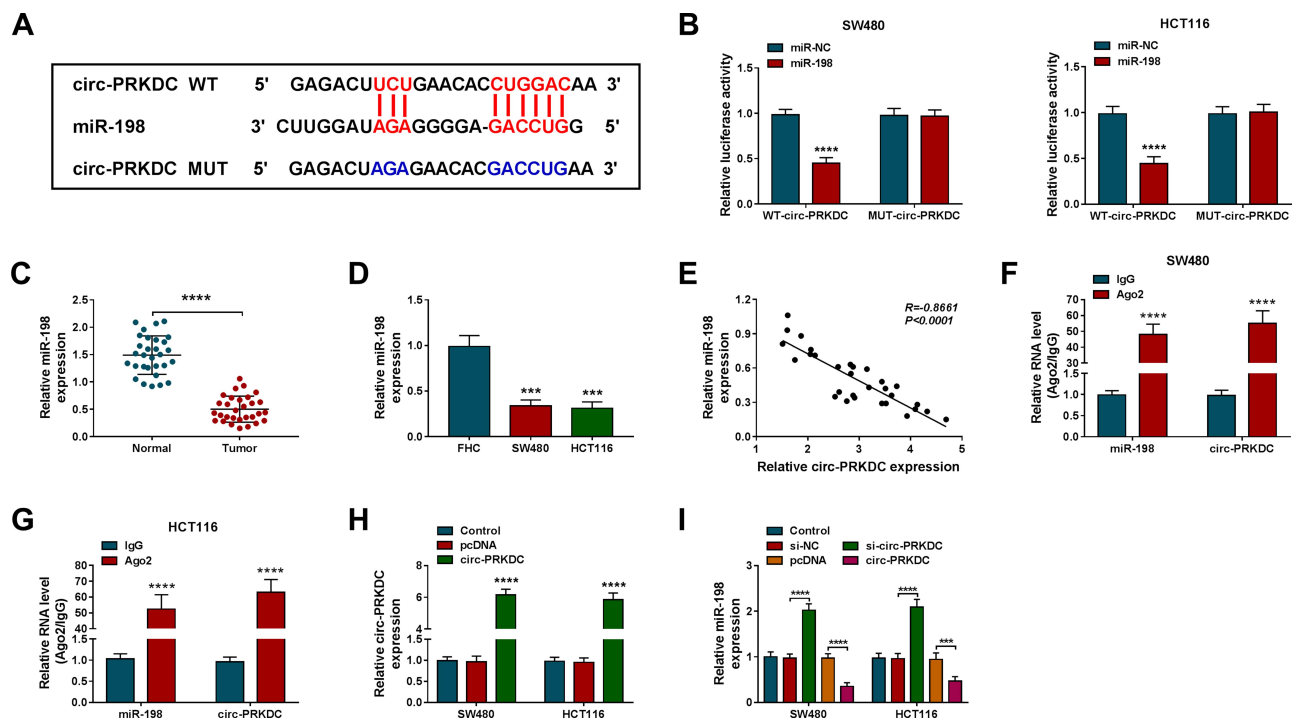 A
circ-PRKDC WT 5' GAGACUUCUGAACACCUGGACAA 3'
miR-198 3' CUUGGAUAGAGGGGA-GACCUGG 5'
circ-PRKDC MUT 5' GAGACUAGAGAACACGACCUGAA 3'
B
SW480
miR-NC
miR-198
Relative luciferase activity
1.5
1.0
0.5
0
****
WT-circ-PRKDC MUT-circ-PRKDC
HCT116
miR-NC
miR-198
Relative luciferase activity
1.5
1.0
0.5
0
****
WT-circ-PRKDC MUT-circ-PRKDC
C
Relative miR-198
expression
2.5
2.0
1.5
1.0
0.5
0.0
****
Normal Tumor
D
Relative miR-198
expression
1.5
1.0
0.5
0.0
*** ***
FHC SW480 HCT116
E
Relative miR-198
expression
1.2
0.9
0.6
0.3
0.0
R=-0.8661
P<0.0001
1 2 3 4 5
Relative circ-PRKDC expression
F
SW480
IgG
Ago2
Relative RNA level
(Ago2/IgG)
70
60
50
40
30
1.5
1.0
0.5
0.0
**** ****
miR-198 circ-PRKDC
G
HCT116
IgG
Ago2
Relative RNA level
(Ago2/IgG)
80
70
60
50
40
30
1.5
1.0
0.5
0.0
**** ****
miR-198 circ-PRKDC
H
Control
pcDNA
circ-PRKDC
Relative circ-PRKDC
expression
8
6
4
1.5
1.0
0.5
0.0
**** ****
SW480 HCT116
I
Control
si-NC si-circ-PRKDC
pcDNA circ-PRKDC
Relative miR-198
expression
3
2
1
0
**** **** **** ***
SW480 HCT116